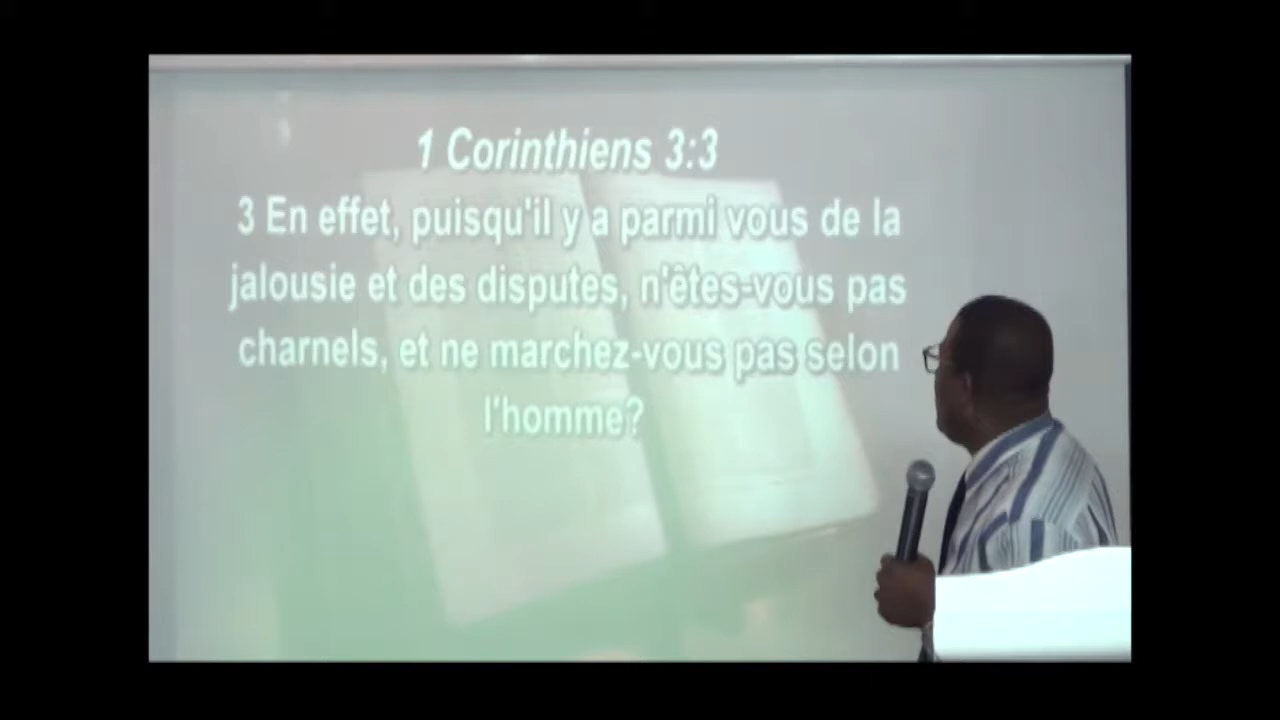 1 Corinthiens 3:3
3 En effet, puisqu'il y a parmi vous de la
jalousie et des disputes, n'êtes-vous pas
charnels, et ne marchez-vous pas selon
l'homme?